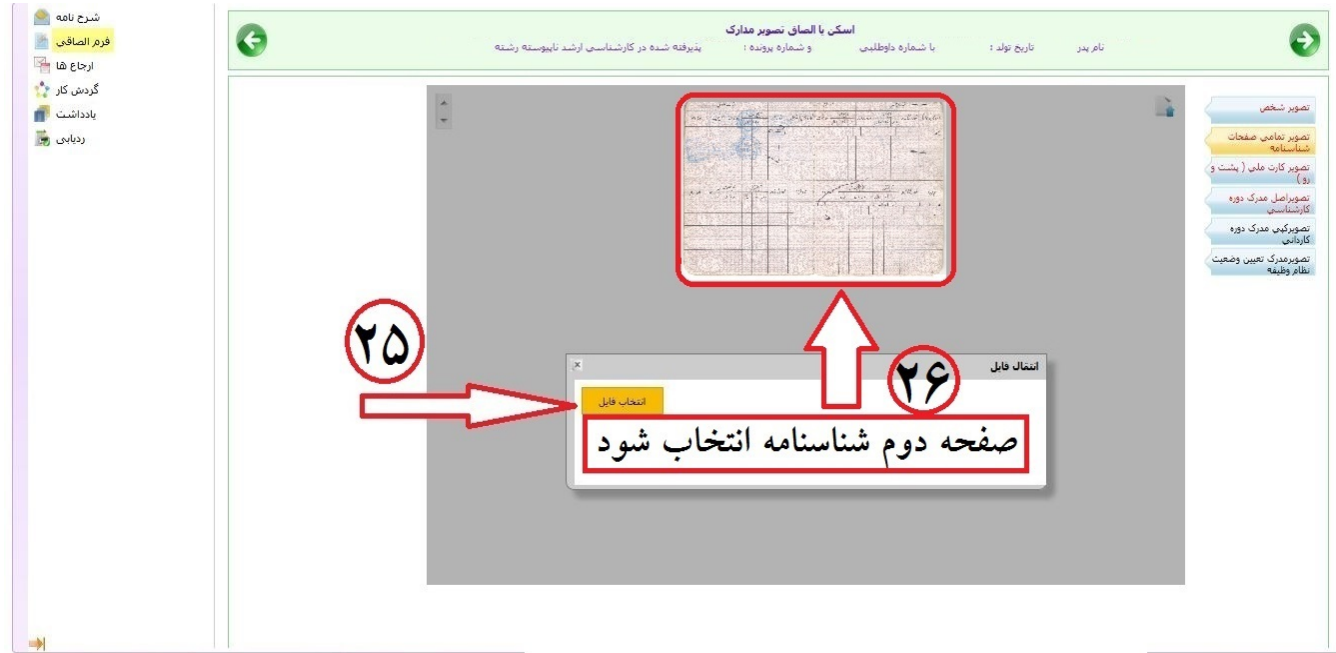 شرح نامه
فرم الصاقی
ارجاع ها
گردش کار
یادداشت
ردیابی
اسکن یا الصاق تصویر مدارک
نام پدر تاریخ تولد : با شماره داوطلبی و شماره پرونده : پذیرفته شده در کارشناسی ارشد ناپیوسته رشته
تصویر شخص
تصویر تمامی صفحات
شناسنامه
تصویر کارت ملی ( پشت و
رو )
تصویراصل مدرک دوره
کارشناسی
تصویرکپی مدرک دوره
کاردانی
تصویرمدرک تعیین وضعیت
نظام وظیفه
۲۵
۲۶
انتقال فایل
انتخاب فایل
صفحه دوم شناسنامه انتخاب شود